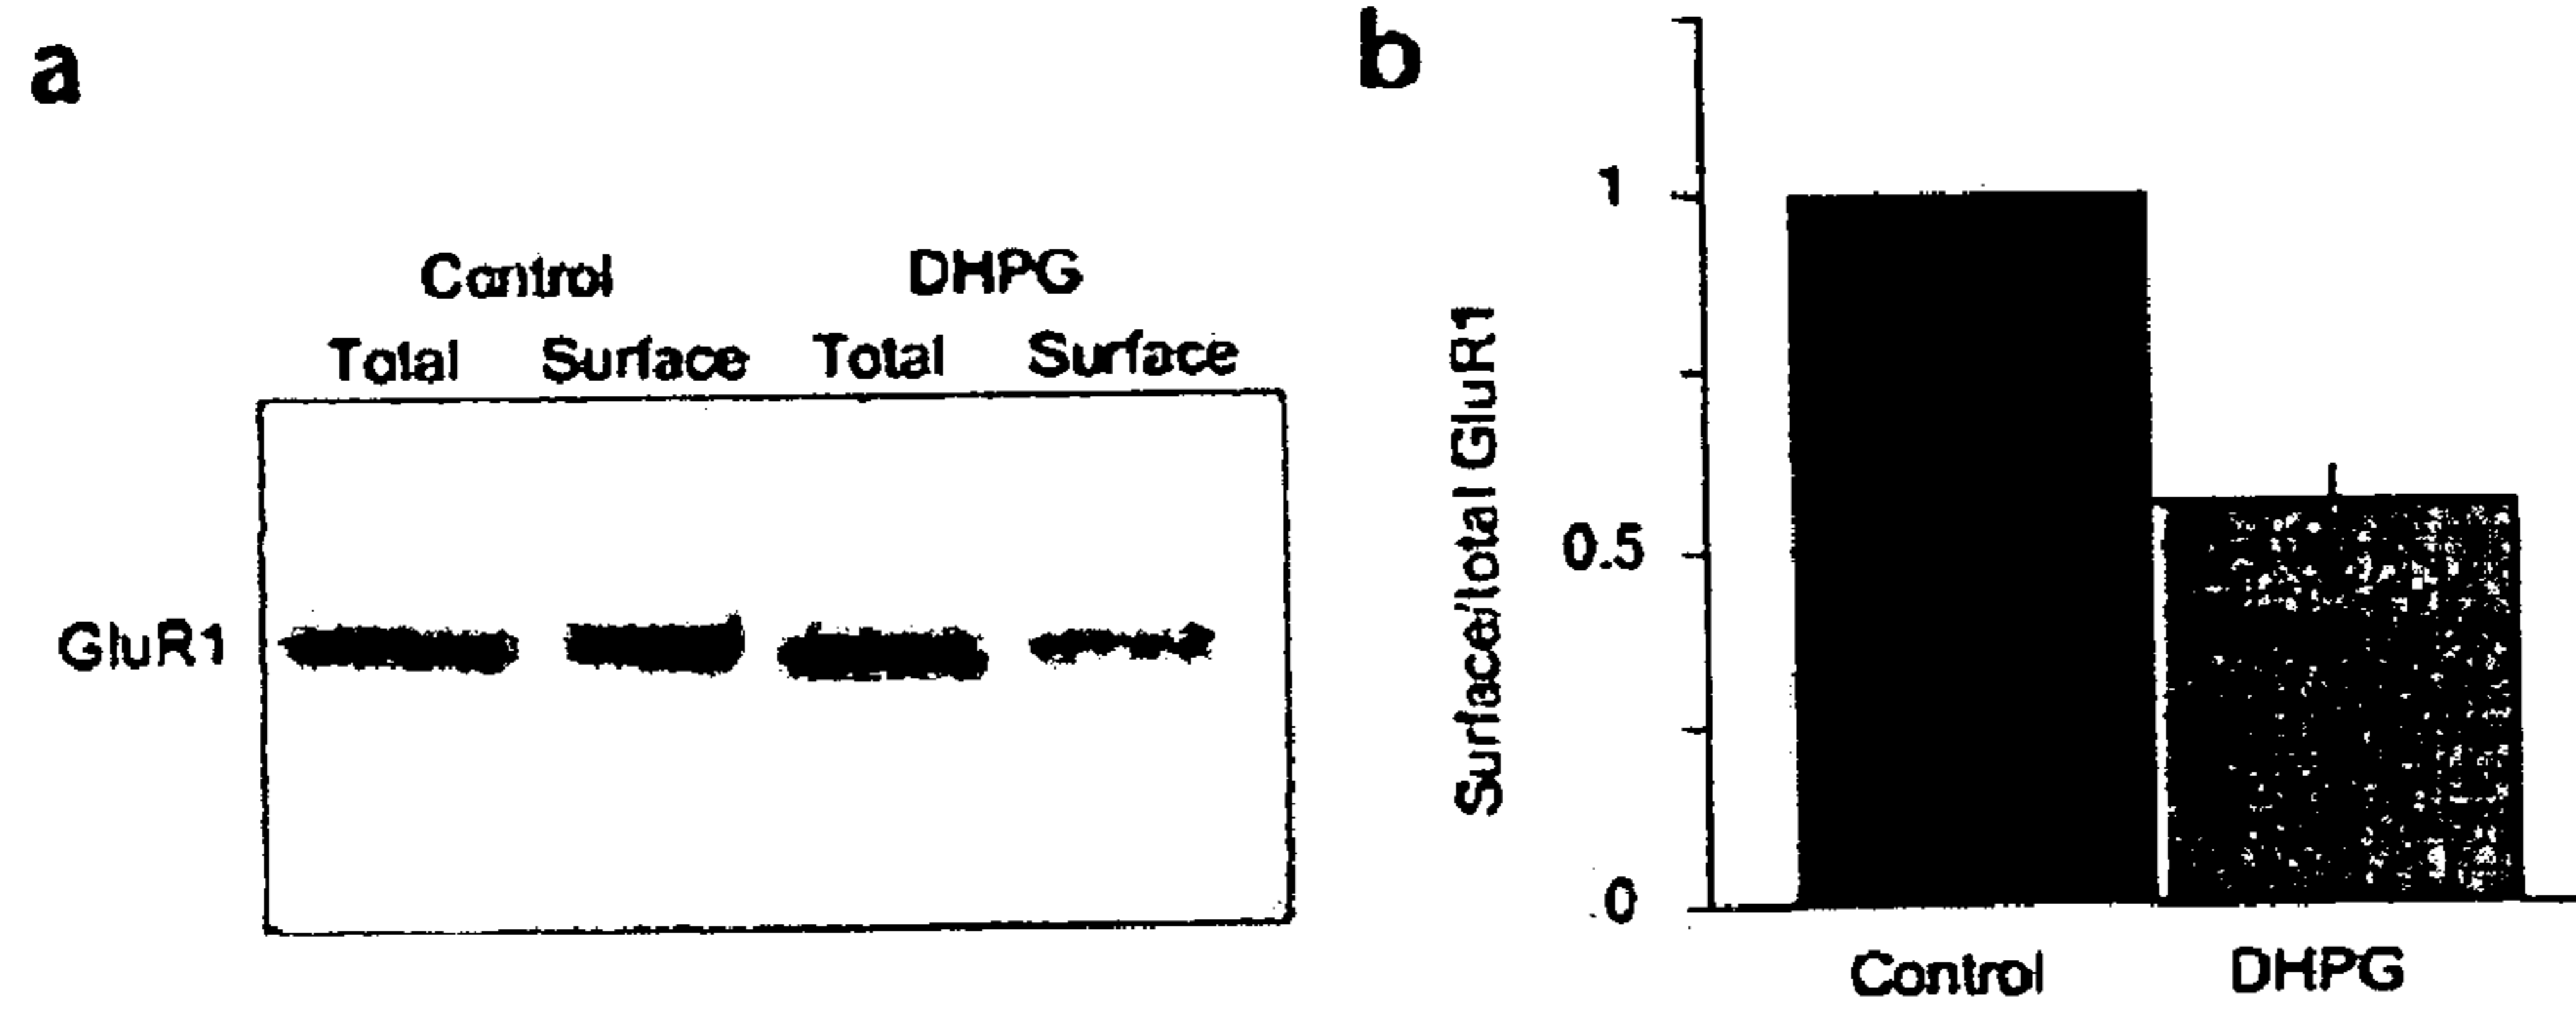 a
Control DHPG
Total Surface Total Surface
GluR1
b
Surface/total GluR1
1
0.5
0
Control DHPG